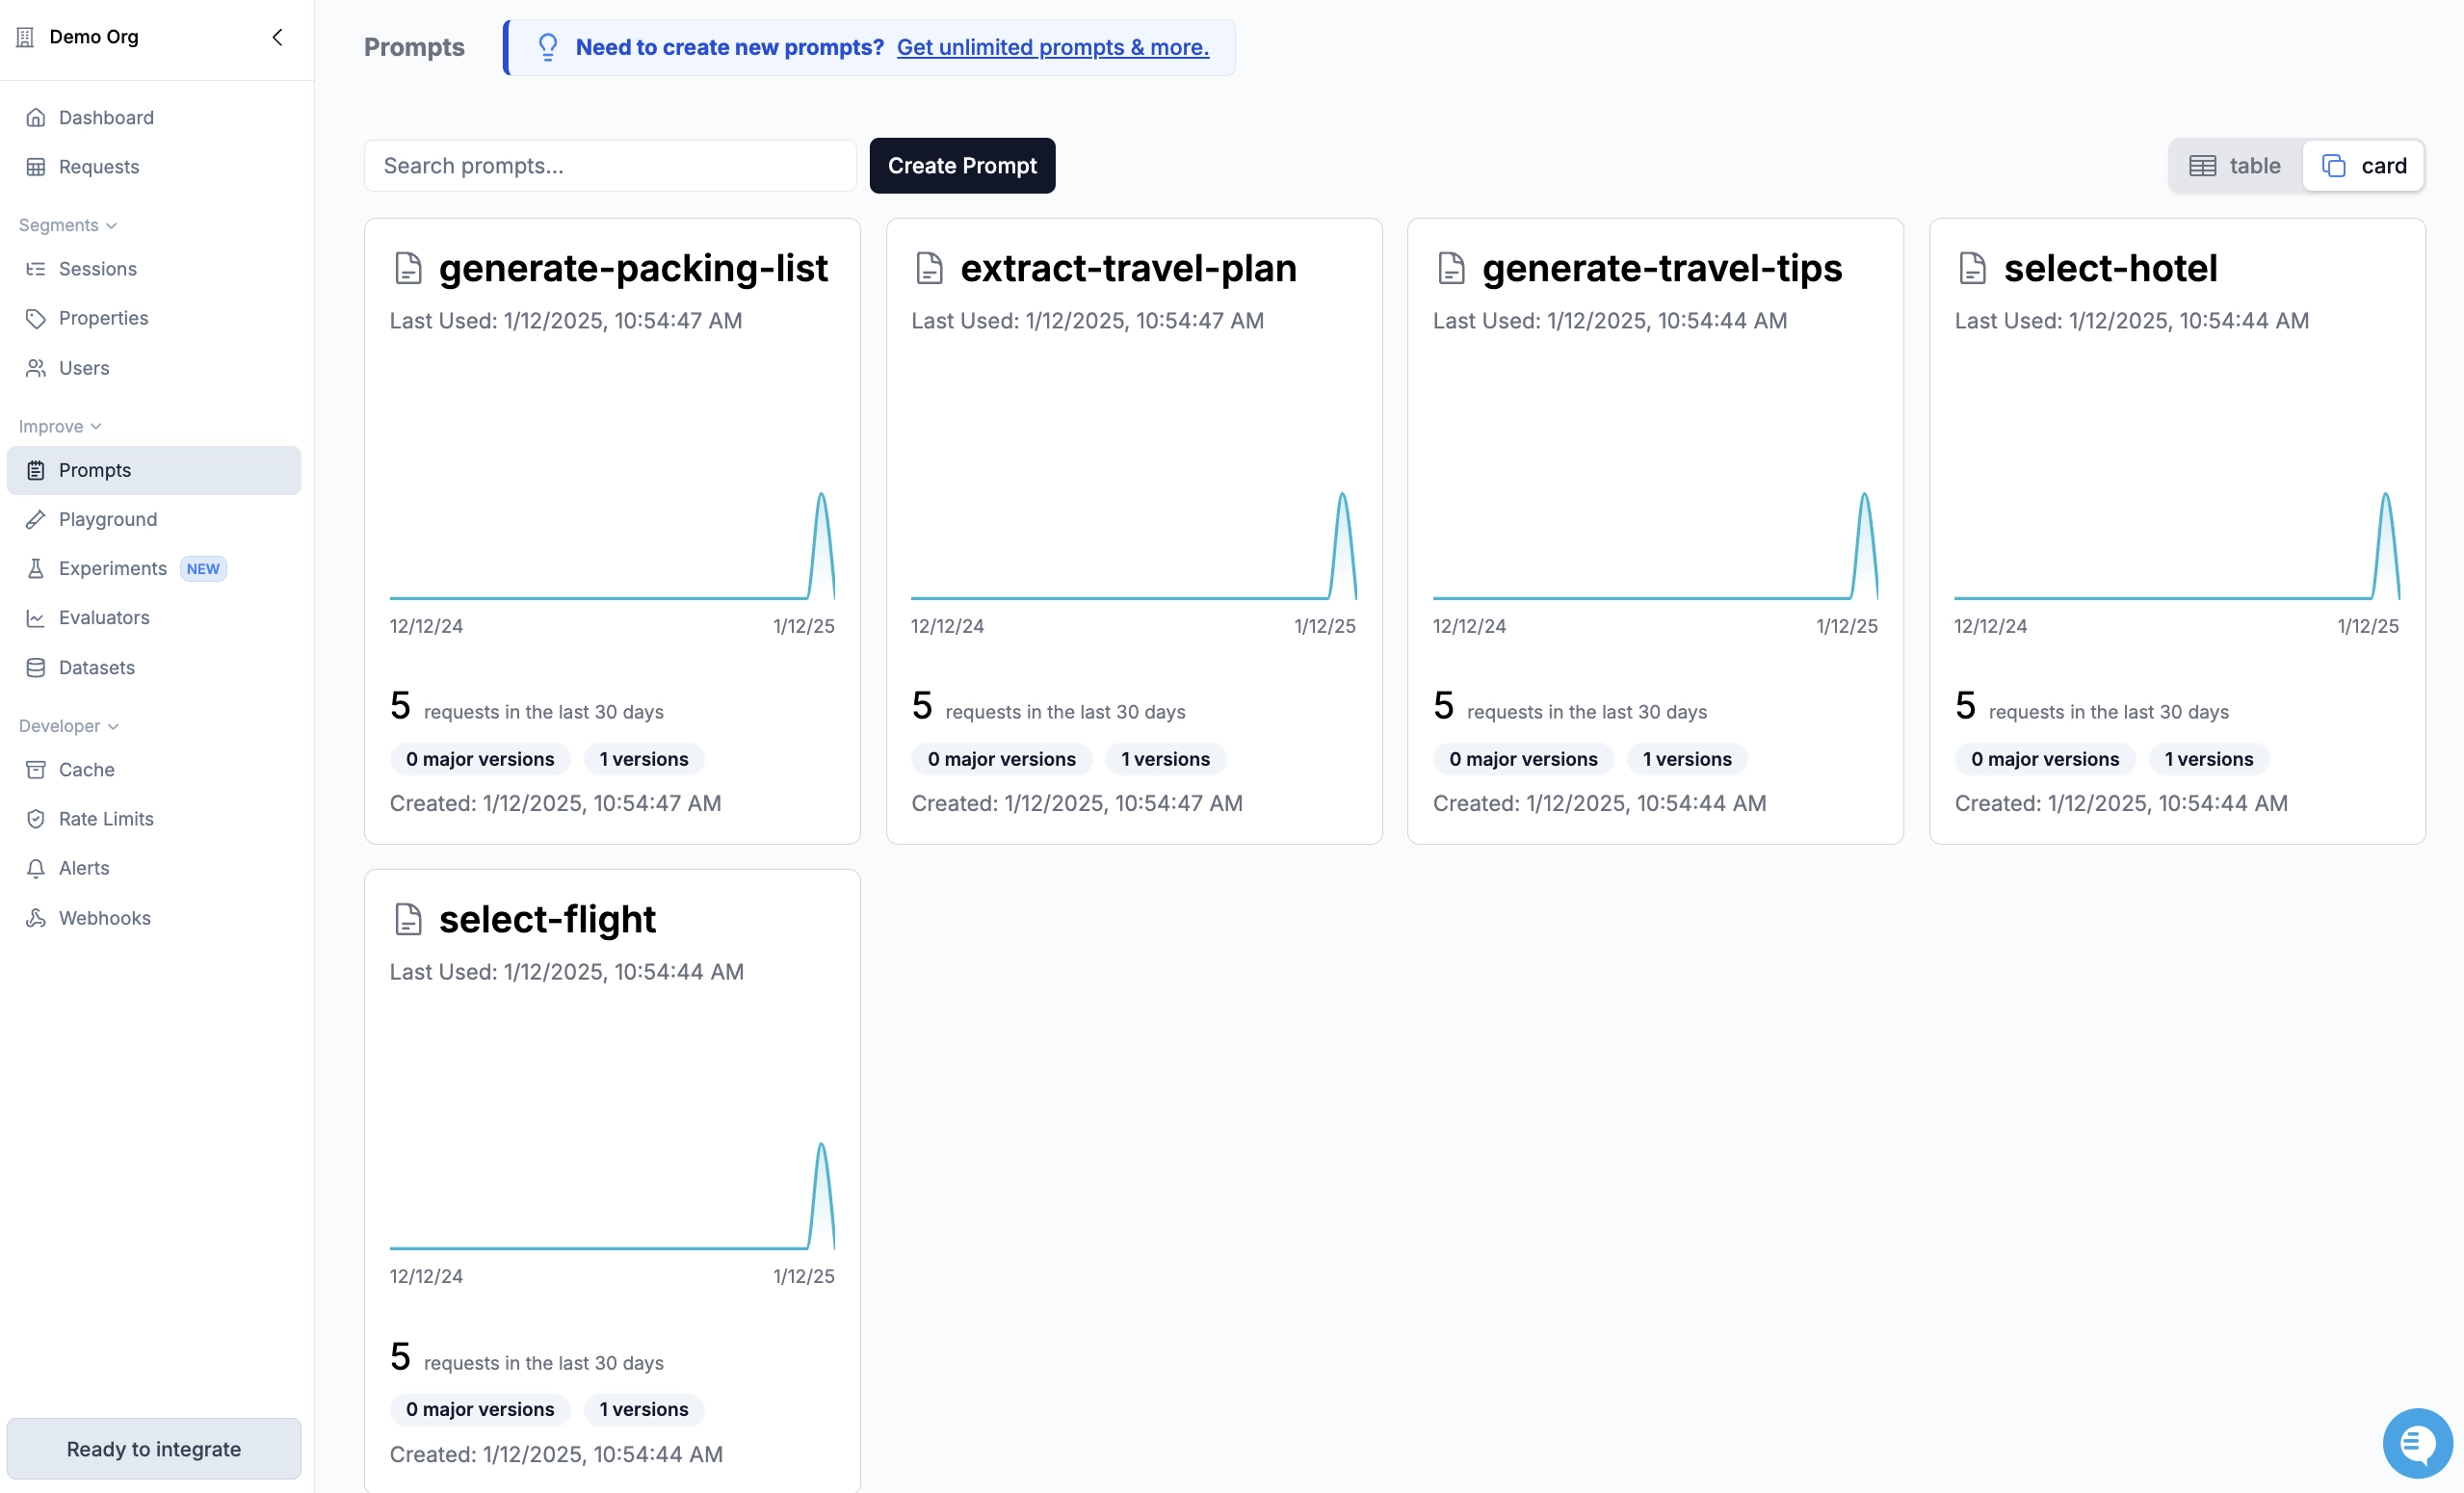 Demo Org
Dashboard
Requests
Segments
Sessions
Properties
Users
Improve
Prompts
Playground
Experiments NEW
Evaluators
Datasets
Developer
Cache
Rate Limits
Alerts
Webhooks
Ready to integrate
Prompts
Need to create new prompts? Get unlimited prompts & more.
Search prompts...
Create Prompt
table
card
generate-packing-list
Last Used: 1/12/2025, 10:54:47 AM
12/12/24 1/12/25
5 requests in the last 30 days
0 major versions 1 versions
Created: 1/12/2025, 10:54:47 AM
extract-travel-plan
Last Used: 1/12/2025, 10:54:47 AM
12/12/24 1/12/25
5 requests in the last 30 days
0 major versions 1 versions
Created: 1/12/2025, 10:54:47 AM
generate-travel-tips
Last Used: 1/12/2025, 10:54:44 AM
12/12/24 1/12/25
5 requests in the last 30 days
0 major versions 1 versions
Created: 1/12/2025, 10:54:44 AM
select-hotel
Last Used: 1/12/2025, 10:54:44 AM
12/12/24 1/12/25
5 requests in the last 30 days
0 major versions 1 versions
Created: 1/12/2025, 10:54:44 AM
select-flight
Last Used: 1/12/2025, 10:54:44 AM
12/12/24 1/12/25
5 requests in the last 30 days
0 major versions 1 versions
Created: 1/12/2025, 10:54:44 AM